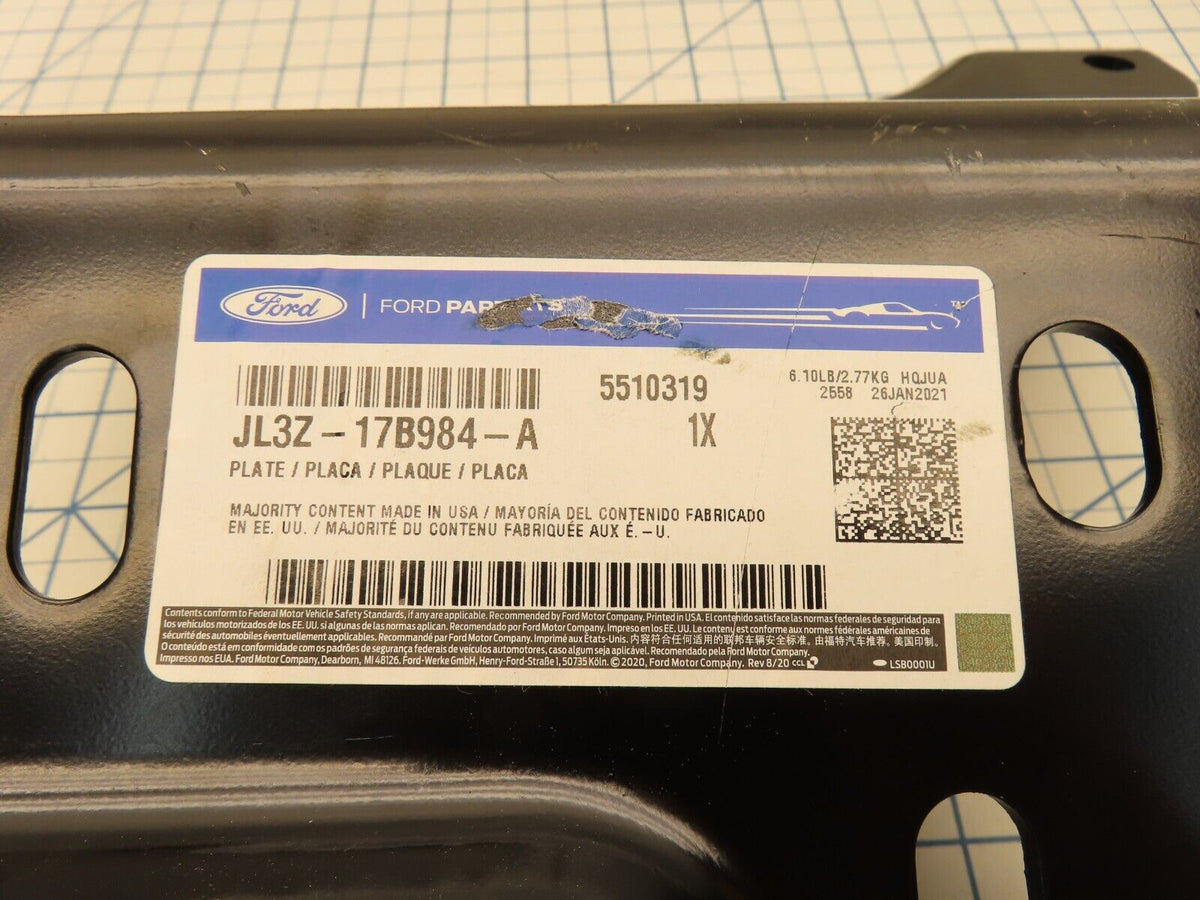 Ford | FORD PARTS
TM
5510319
6.10LB/2.77KG HQJUA
2558 26JAN2021
JL3Z-17B984-A
1X
PLATE / PLACA / PLAQUE / PLACA
MAJORITY CONTENT MADE IN USA / MAYORÍA DEL CONTENIDO FABRICADO
EN EE. UU. / MAJORITÉ DU CONTENU FABRIQUÉE AUX É.-U.
Contents conform to Federal Motor Vehicle Safety Standards, if any are applicable. Recommended by Ford Motor Company. Printed in USA. El contenido satisface las normas federales de seguridad para
los vehículos motorizados de los EE. UU. si algunas de las normas aplican. Recomendado por Ford Motor Company. Impreso en los EE. UU. Le contenu est conforme aux normes fédérales américaines de
sécurité des automobiles éventuellement applicables. Recommandé par Ford Motor Company. Imprimé aux États-Unis. 内容符合任何适用的联邦车辆安全标准。由福特汽车推荐。美国印制。
O conteúdo está em conformidade com os padrões de segurança federais de veículos automotores, caso algum seja aplicável. Recomendado pela Ford Motor Company.
Impresso nos EUA. Ford Motor Company, Dearborn, MI 48126. Ford-Werke GmbH, Henry-Ford-Straße 1, 50735 Köln. © 2020, Ford Motor Company. Rev 8/20 CCL
LSB0001U